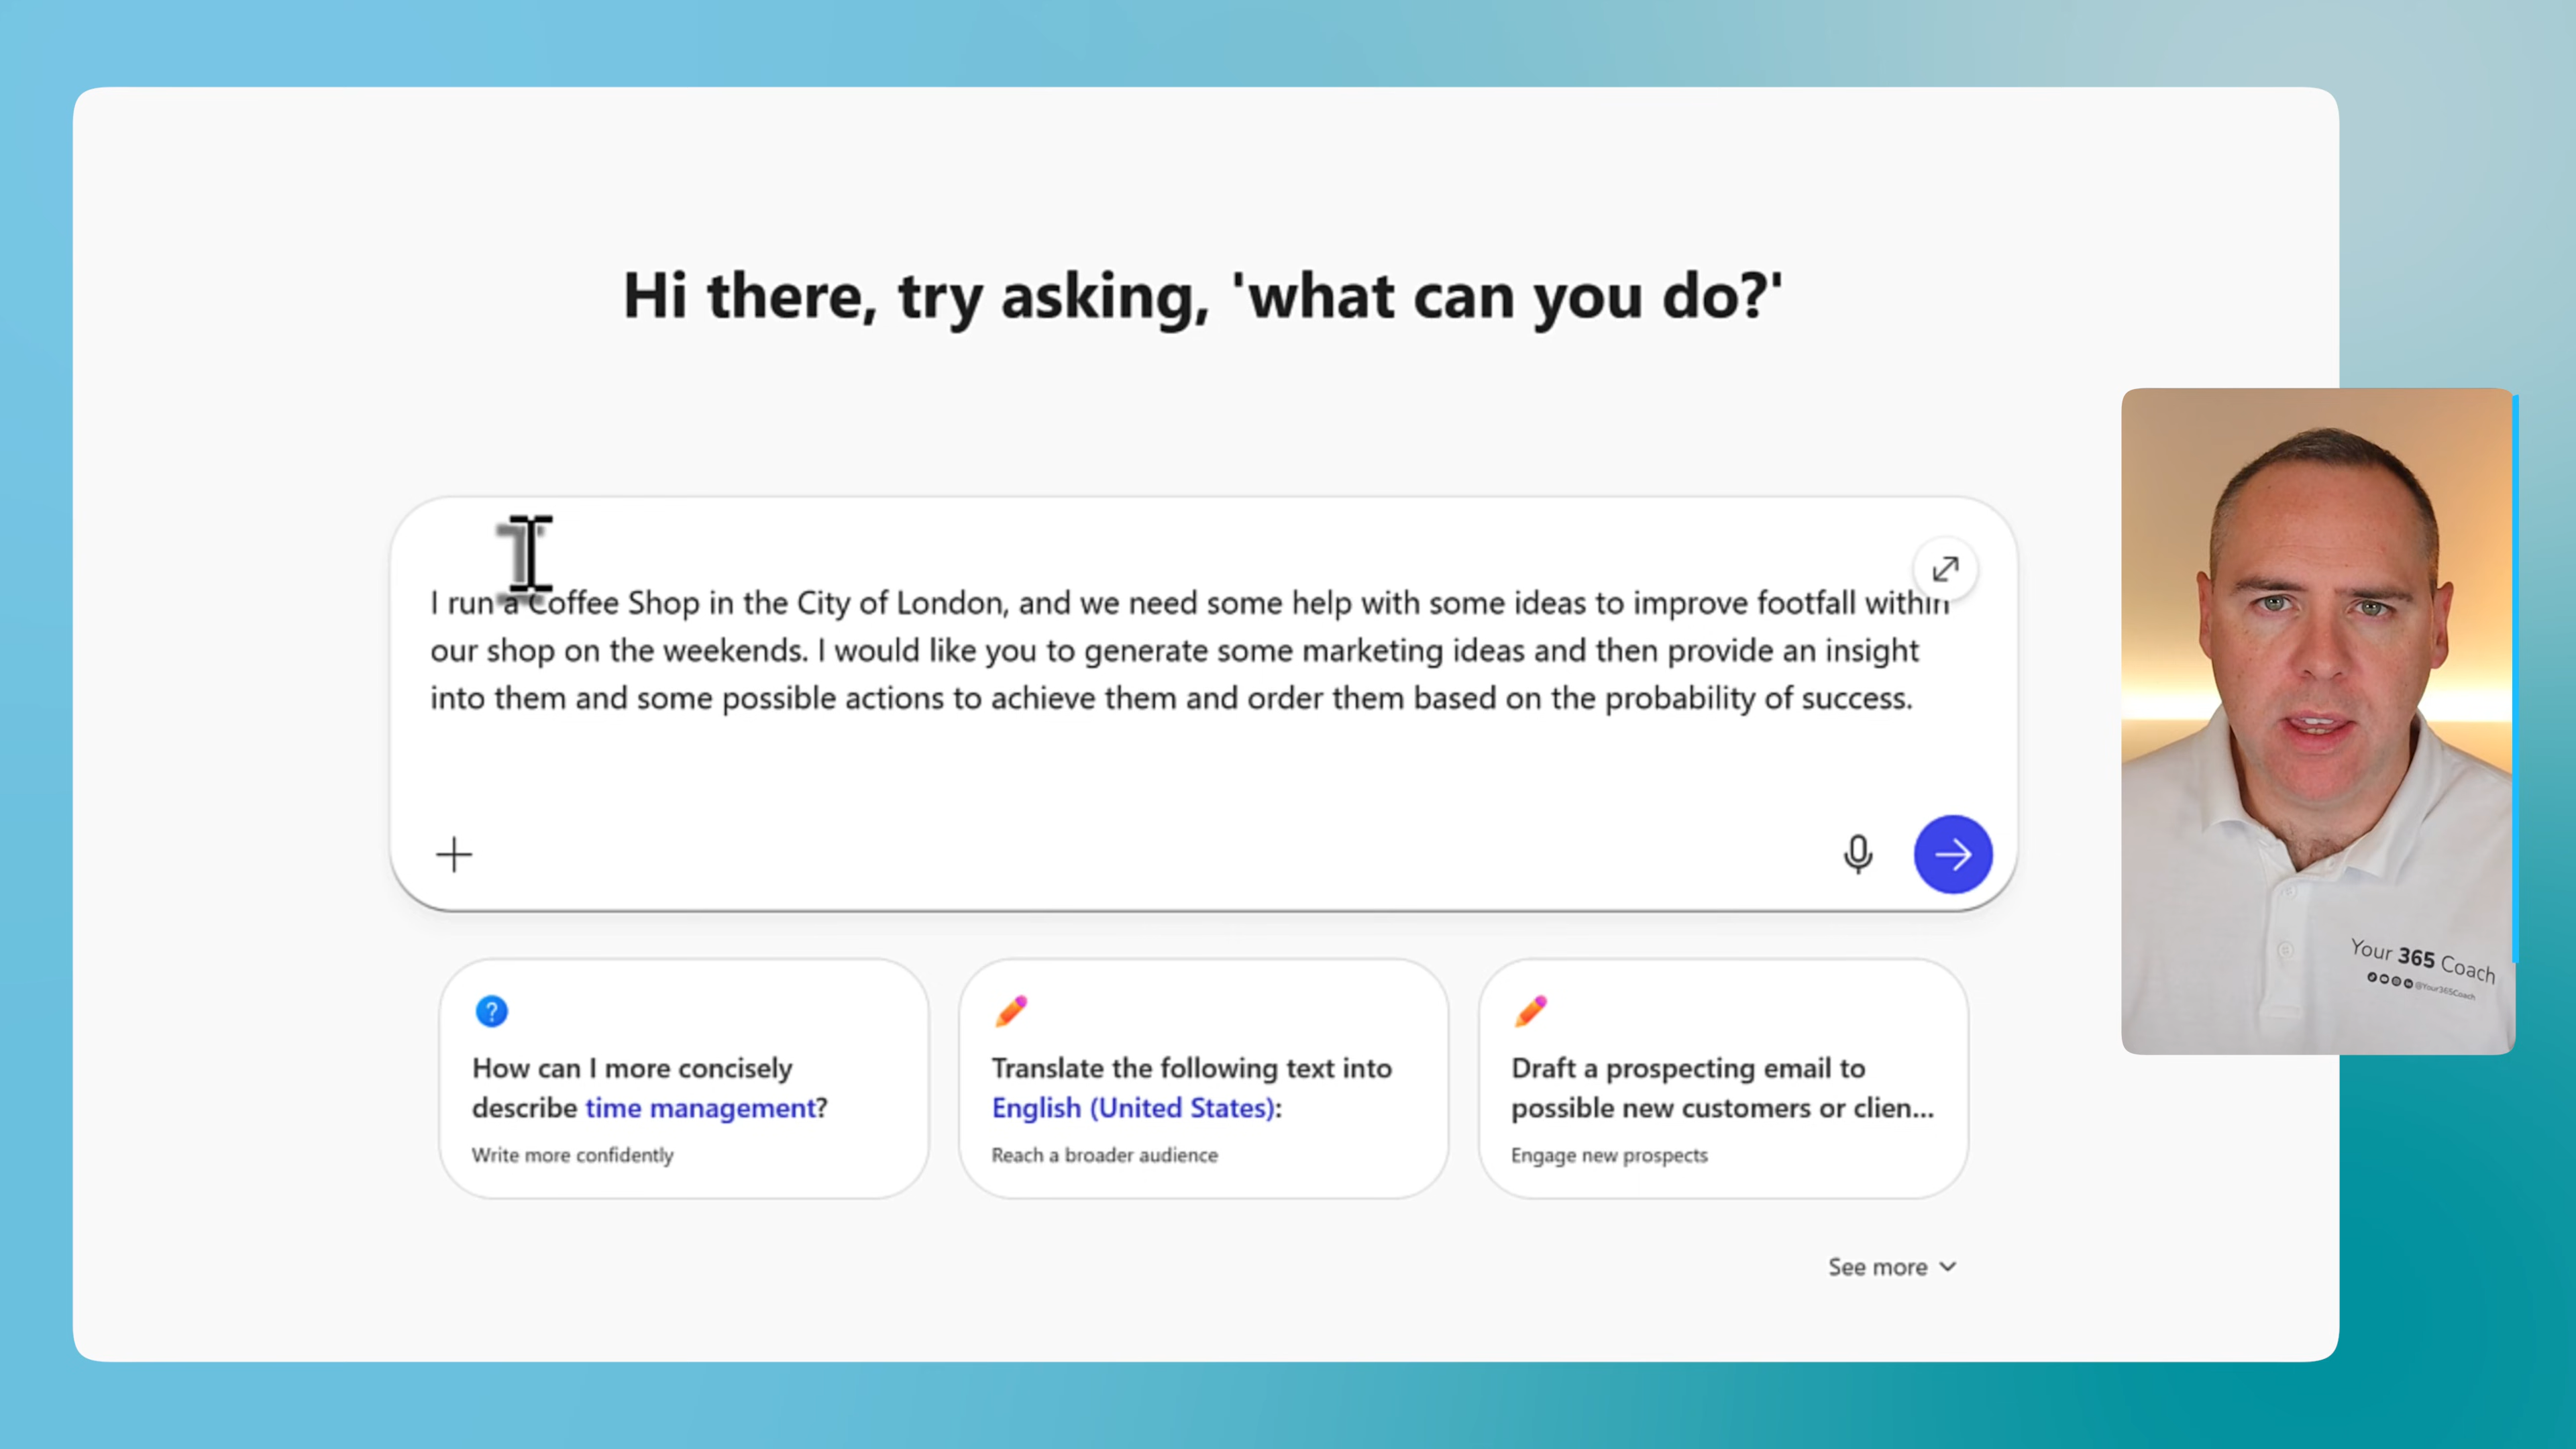 Hi there, try asking, 'what can you do?'
I run a Coffee Shop in the City of London, and we need some help with some ideas to improve footfall within
our shop on the weekends. I would like you to generate some marketing ideas and then provide an insight
into them and some possible actions to achieve them and order them based on the probability of success.
How can I more concisely
describe time management?
Write more confidently
Translate the following text into
English (United States):
Reach a broader audience
Draft a prospecting email to
possible new customers or clien...
Engage new prospects
See more
Your 365 Coach
@Your365Coach